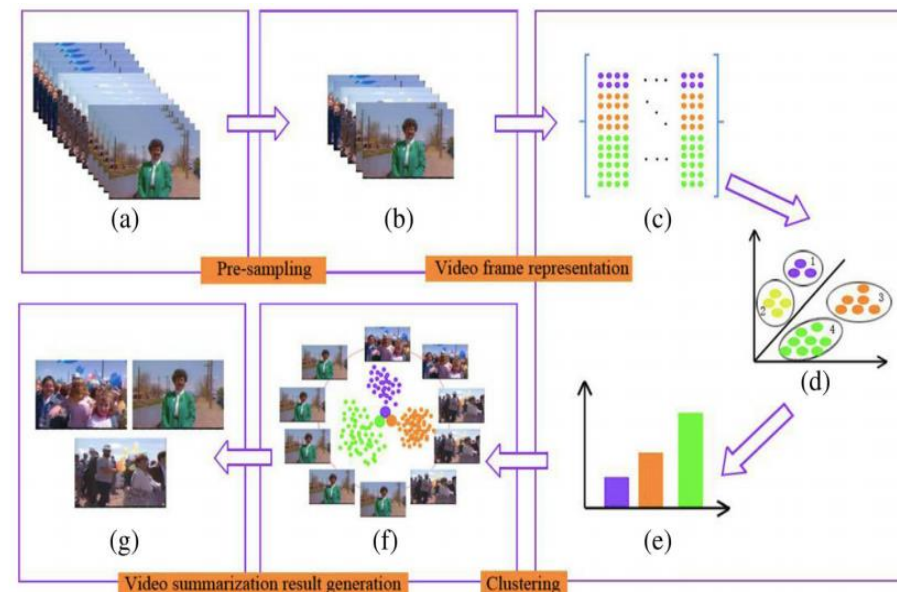 (a)
(b)
(c)
Pre-sampling
Video frame representation
1
2
3
4
(d)
(g)
(f)
(e)
Video summarization result generation
Clustering